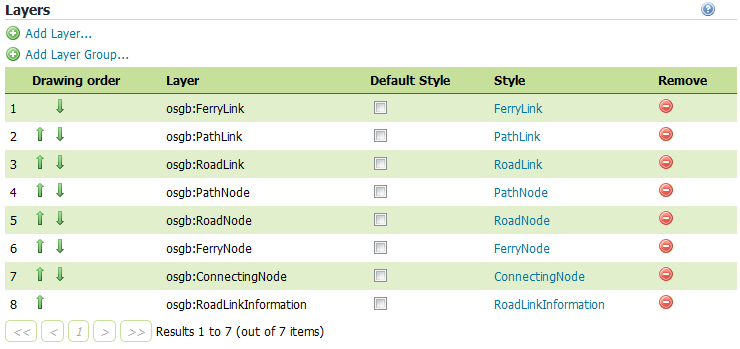 Layers
Add Layer...
Add Layer Group...
Drawing order Layer Default Style Style Remove
1 osgb:FerryLink FerryLink
2 osgb:PathLink PathLink
3 osgb:RoadLink RoadLink
4 osgb:PathNode PathNode
5 osgb:RoadNode RoadNode
6 osgb:FerryNode FerryNode
7 osgb:ConnectingNode ConnectingNode
8 osgb:RoadLinkInformation RoadLinkInformation
<< < 1 > >> Results 1 to 7 (out of 7 items)